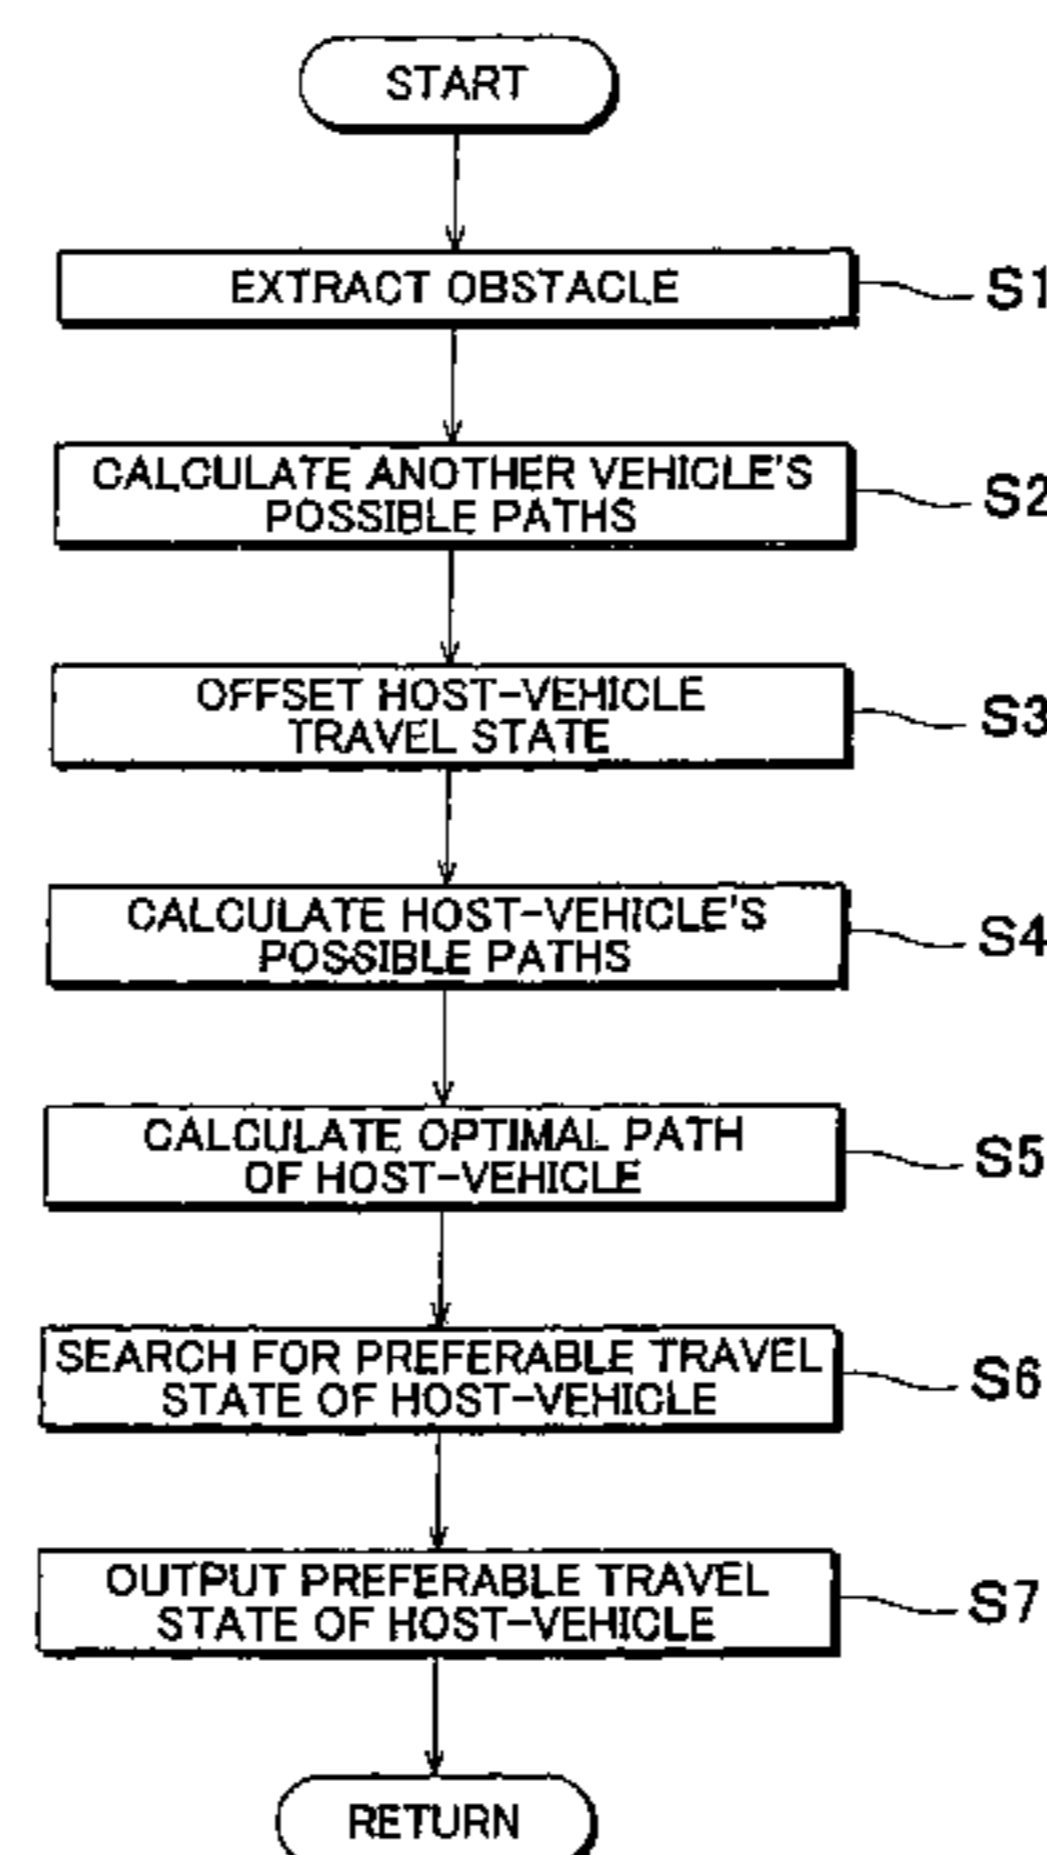 START
EXTRACT OBSTACLE
S1
CALCULATE ANOTHER VEHICLE'S
POSSIBLE PATHS
S2
OFFSET HOST-VEHICLE
TRAVEL STATE
S3
CALCULATE HOST-VEHICLE'S
POSSIBLE PATHS
S4
CALCULATE OPTIMAL PATH
OF HOST-VEHICLE
S5
SEARCH FOR PREFERABLE TRAVEL
STATE OF HOST-VEHICLE
S6
OUTPUT PREFERABLE TRAVEL
STATE OF HOST-VEHICLE
S7
RETURN